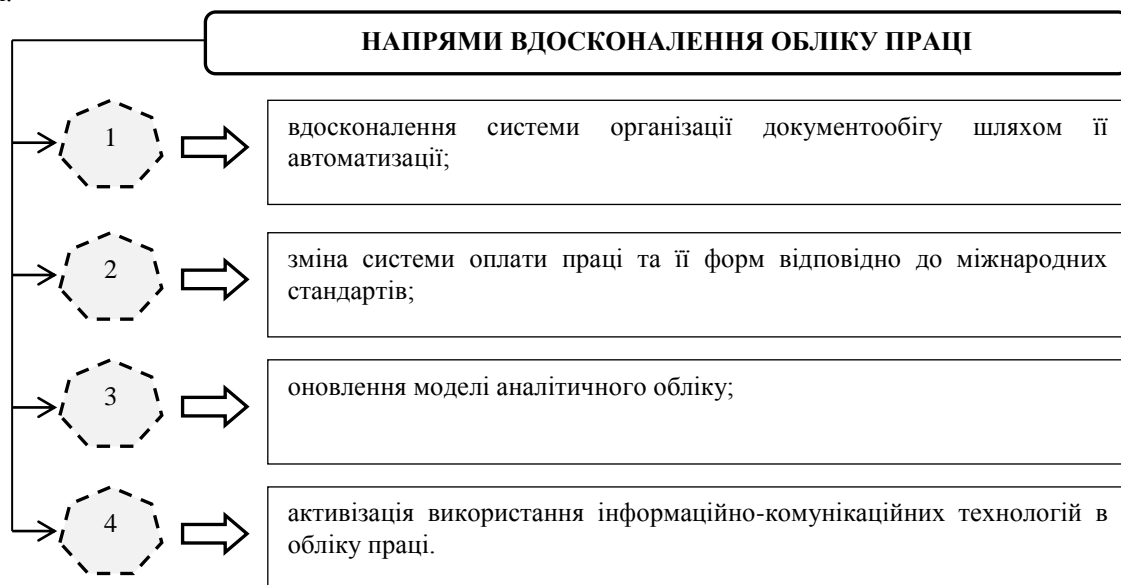 НАПРЯМИ ВДОСКОНАЛЕННЯ ОБЛІКУ ПРАЦІ
1
вдосконалення системи організації документообігу шляхом її
автоматизації;
2
зміна системи оплати праці та її форм відповідно до міжнародних
стандартів;
3
оновлення моделі аналітичного обліку;
4
активізація використання інформаційно-комунікаційних технологій в
обліку праці.